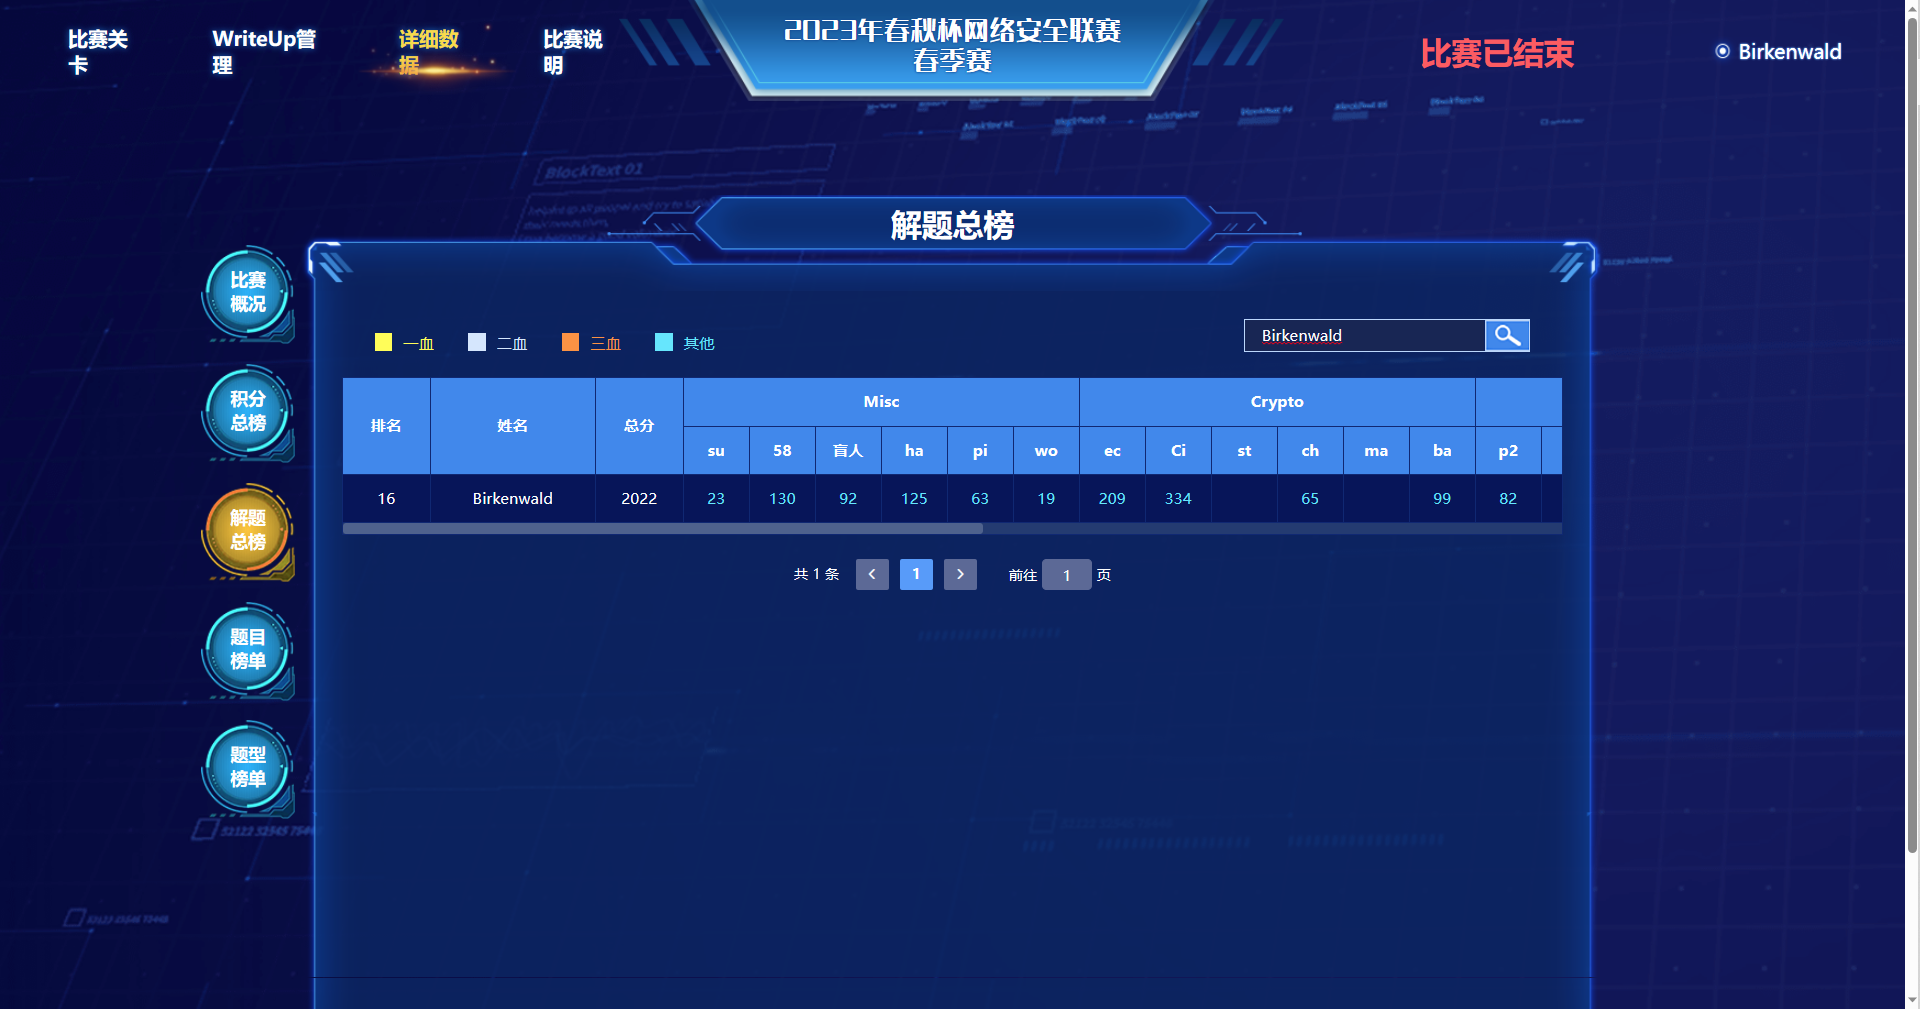 比赛关
卡
WriteUp管
理
详细数
据
比赛说
明
2023年春秋杯网络安全联赛
春季赛
比赛已结束
Birkenwald
BlockText 01
解题总榜
比赛
概况
积分
总榜
解题
总榜
题目
榜单
题型
榜单
一血 二血 三血 其他
Birkenwald
排名 姓名 总分 Misc Crypto
su 58 盲人 ha pi wo ec Ci st ch ma ba p2
16 Birkenwald 2022 23 130 92 125 63 19 209 334 65 99 82
共 1 条 1 前往 1 页